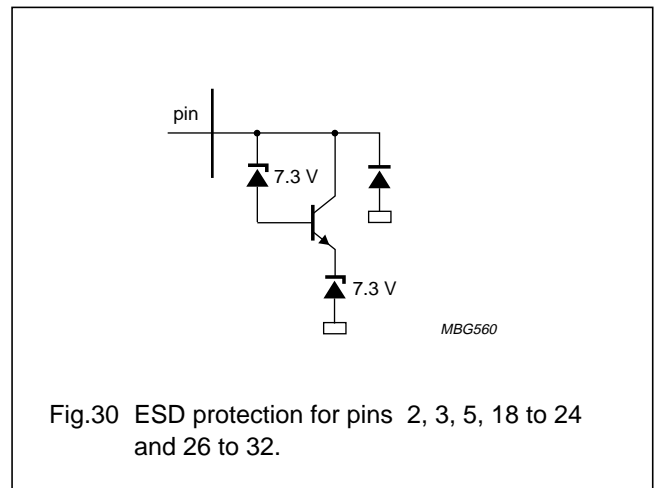 pin
7.3 V
7.3 V
MBG560
Fig.30 ESD protection for pins 2, 3, 5, 18 to 24
and 26 to 32.